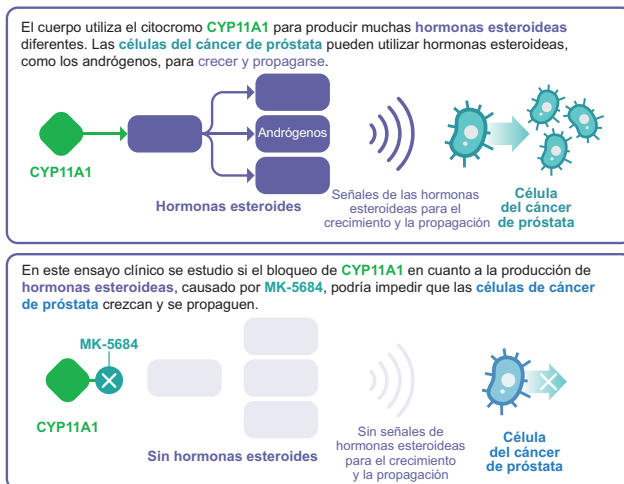 El cuerpo utiliza el citocromo CYP11A1 para producir muchas hormonas esteroideas
diferentes. Las células del cáncer de próstata pueden utilizar hormonas esteroideas,
como los andrógenos, para crecer y propagarse.
Andrógenos
CYP11A1
Hormonas esteroides
Señales de las hormonas
esteroideas para el
crecimiento y la propagación
Célula
del cáncer
de próstata
En este ensayo clínico se estudio si el bloqueo de CYP11A1 en cuanto a la producción de
hormonas esteroideas, causado por MK-5684, podría impedir que las células de cáncer
de próstata crezcan y se propaguen.
MK-5684
CYP11A1
Sin hormonas esteroides
Sin señales de
hormonas esteroideas
para el crecimiento
y la propagación
Célula
del cáncer
de próstata